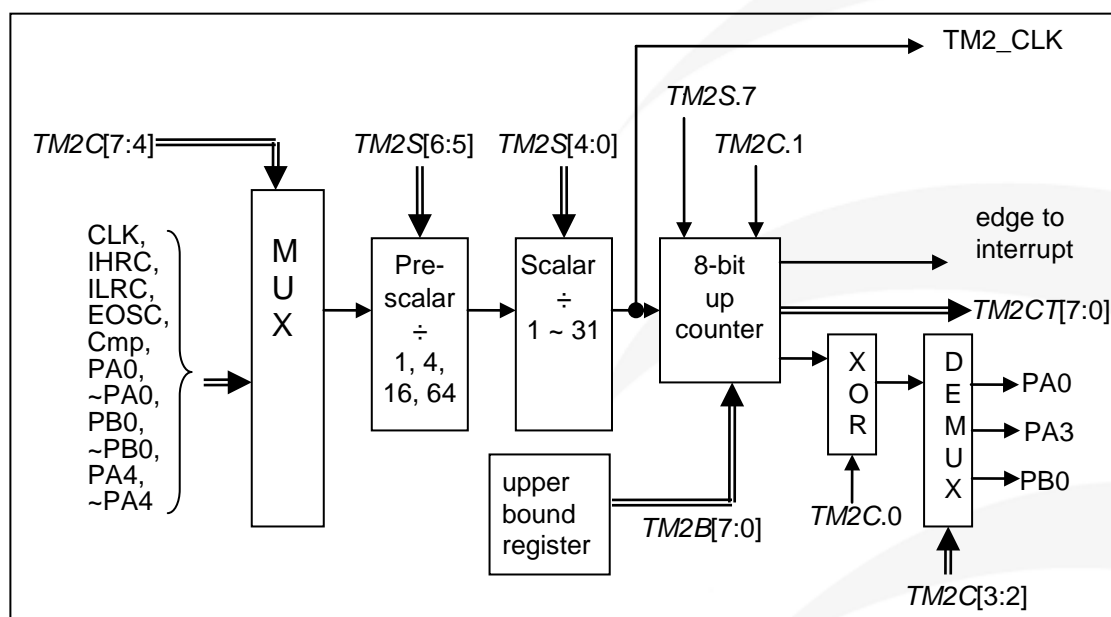 TM2_CLK
TM2S.7
TM2C[7:4]
TM2S[6:5]
TM2S[4:0]
TM2C.1
CLK,
IHRC,
ILRC,
EOSC,
Cmp,
PA0,
~PA0,
PB0,
~PB0,
PA4,
~PA4
M
U
X
Pre-
scalar
÷
1, 4,
16, 64
Scalar
÷
1 ~ 31
8-bit
up
counter
edge to
interrupt
TM2CT[7:0]
X
O
R
D
E
M
U
X
PA0
PA3
PB0
upper
bound
register
TM2B[7:0]
TM2C.0
TM2C[3:2]